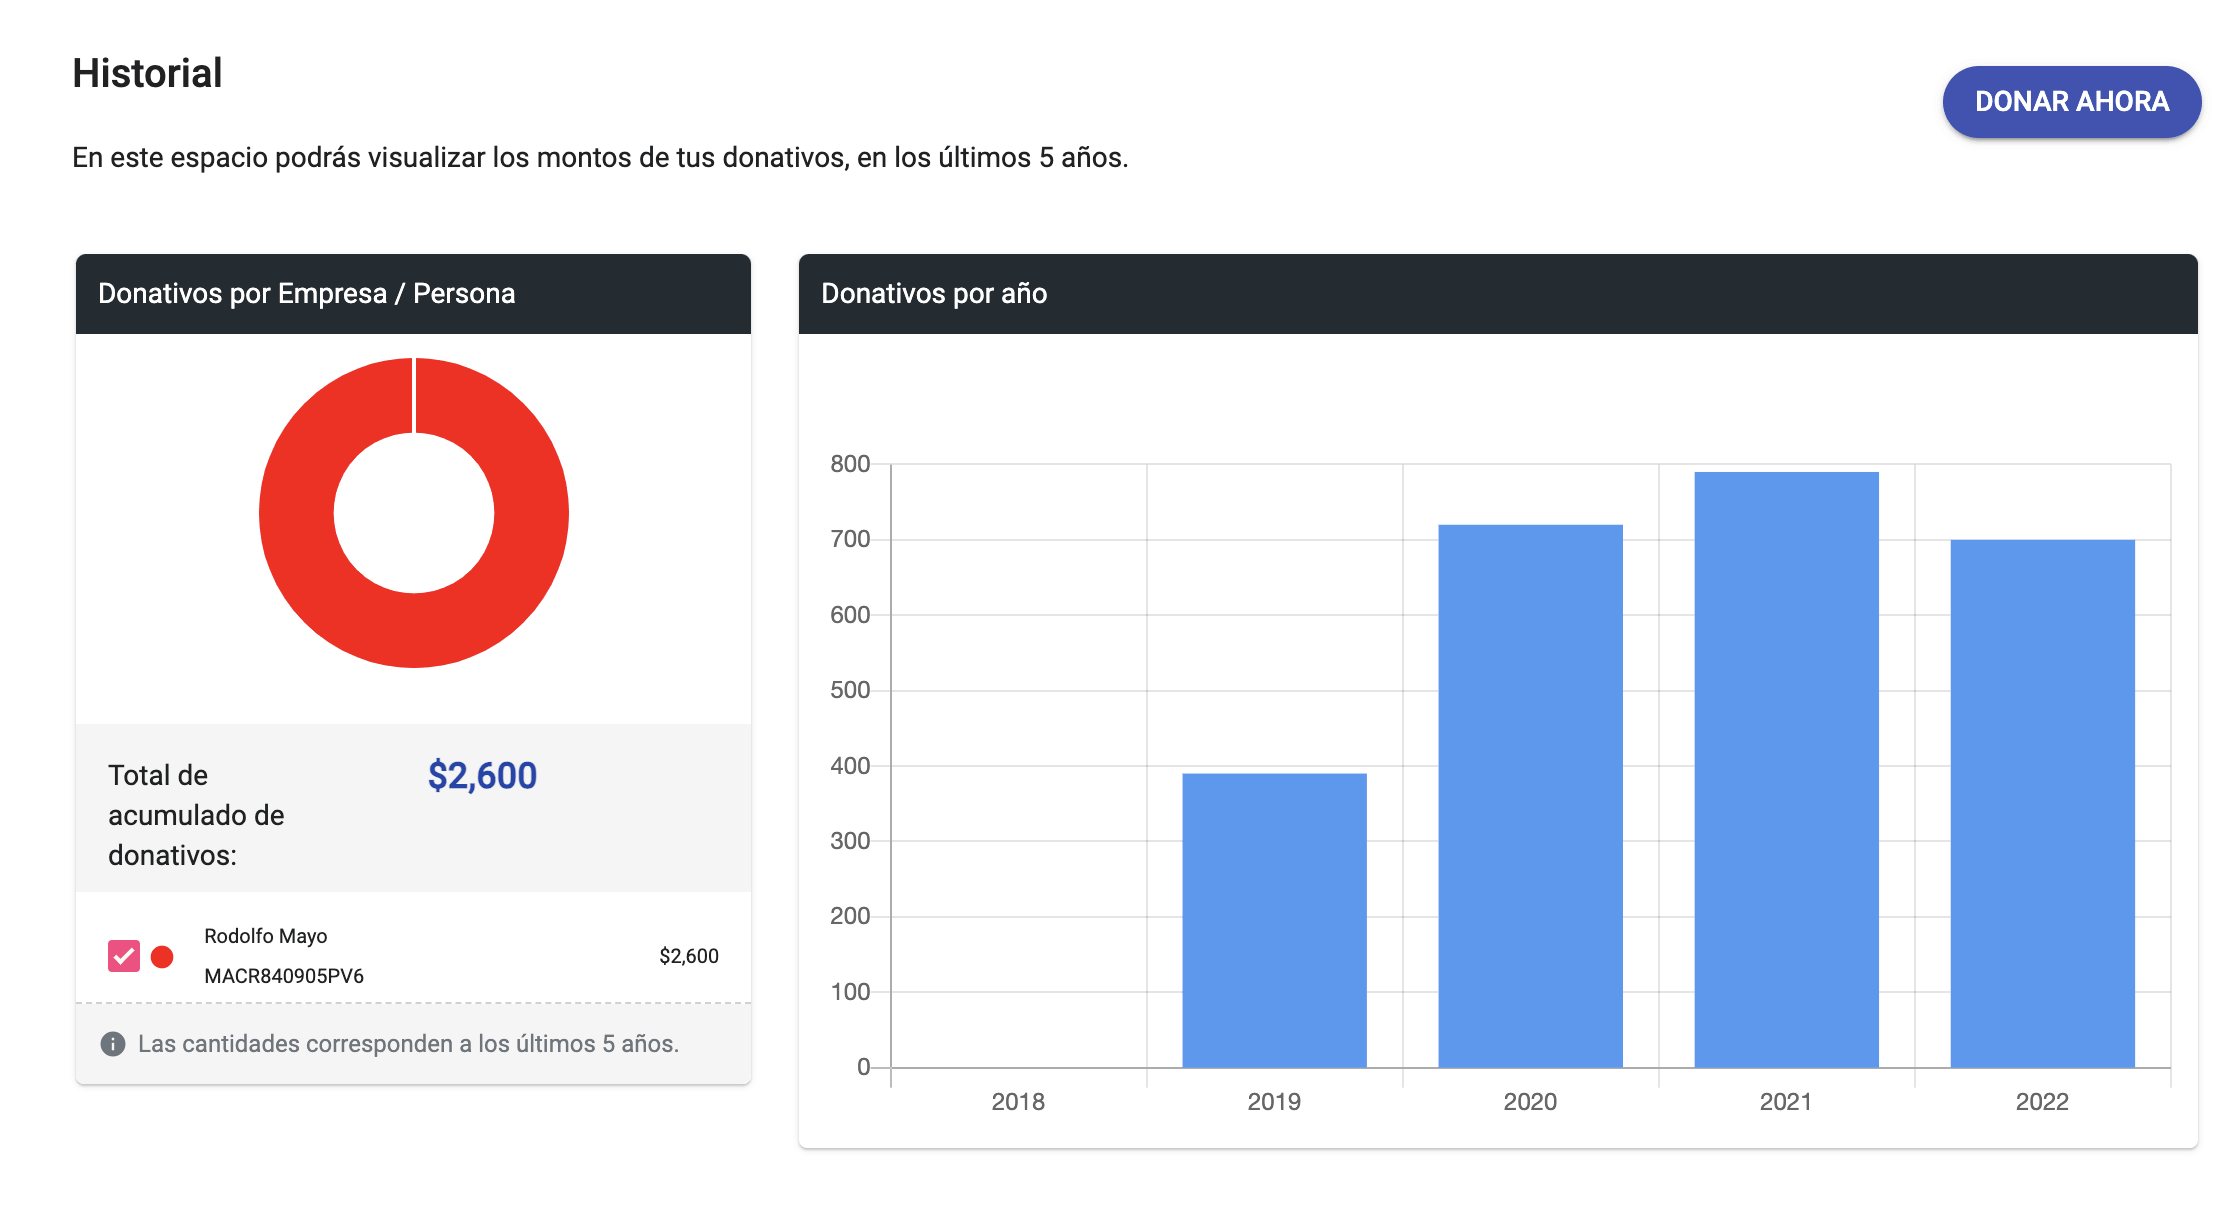 Historial
DONAR AHORA
En este espacio podrás visualizar los montos de tus donativos, en los últimos 5 años.
Donativos por Empresa / Persona
Total de
acumulado de
donativos:
$2,600
Rodolfo Mayo
MACR840905PV6
$2,600
Las cantidades corresponden a los últimos 5 años.
Donativos por año
800
700
600
500
400
300
200
100
0
2018
2019
2020
2021
2022